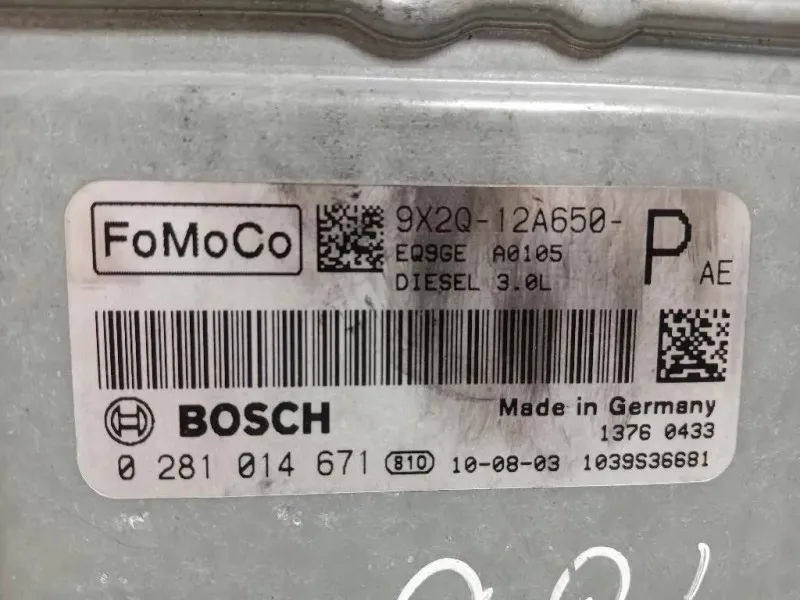 FoMoCo
9X2Q-12A650-
P AE
EQ9GE A0105
DIESEL 3.0L
BOSCH
Made in Germany
1376 0433
0 281 014 671 810 10-08-03 1039S36681